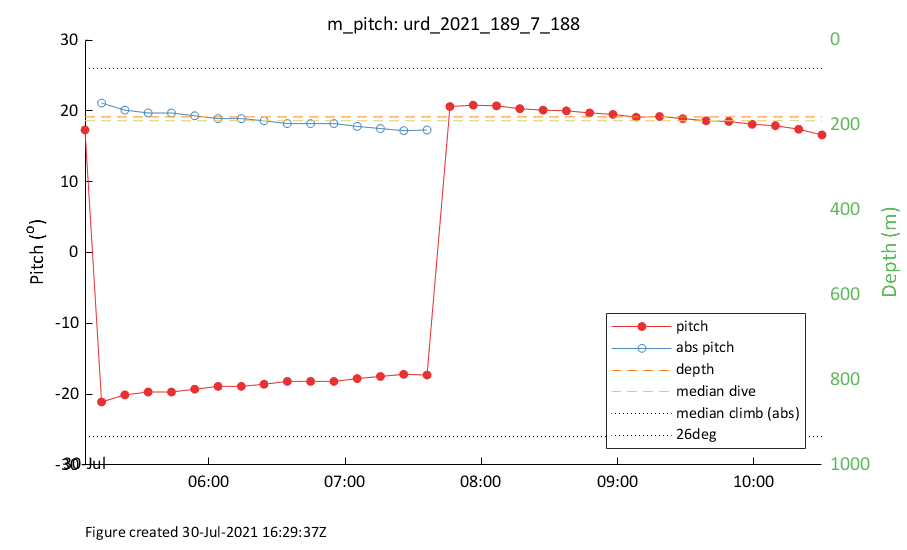 m_pitch: urd_2021_189_7_188
30
20
10
0
-10
-20
-30
Pitch (o)
0
200
400
600
800
1000
Depth (m)
pitch
abs pitch
depth
median dive
median climb (abs)
26deg
30-Jul
06:00
07:00
08:00
09:00
10:00
Figure created 30-Jul-2021 16:29:37Z